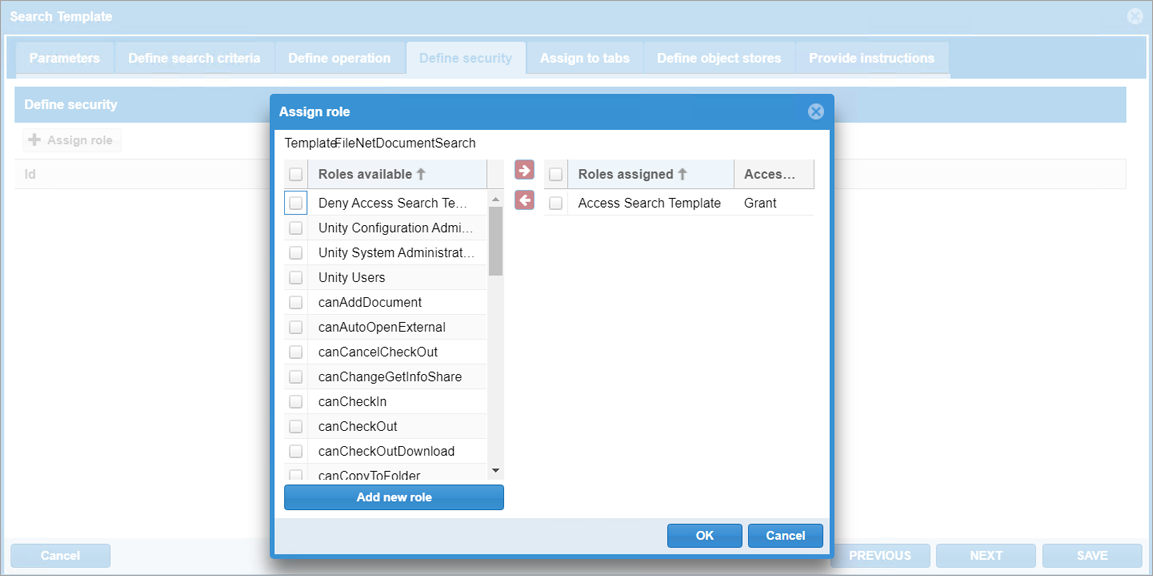 Search Template
Parameters Define search criteria Define operation Define security Assign to tabs Define object stores Provide instructions
Define security
Assign role
Id
Assign role
Template:FileNetDocumentSearch
Roles available Roles assigned Acces...
Deny Access Search Te... Access Search Template Grant
Unity Configuration Admi...
Unity System Administrat...
Unity Users
canAddDocument
canAutoOpenExternal
canCancelCheckOut
canChangeGetInfoShare
canCheckIn
canCheckOut
canCheckOutDownload
canCopyToFolder
Add new role
OK Cancel
Cancel PREVIOUS NEXT SAVE